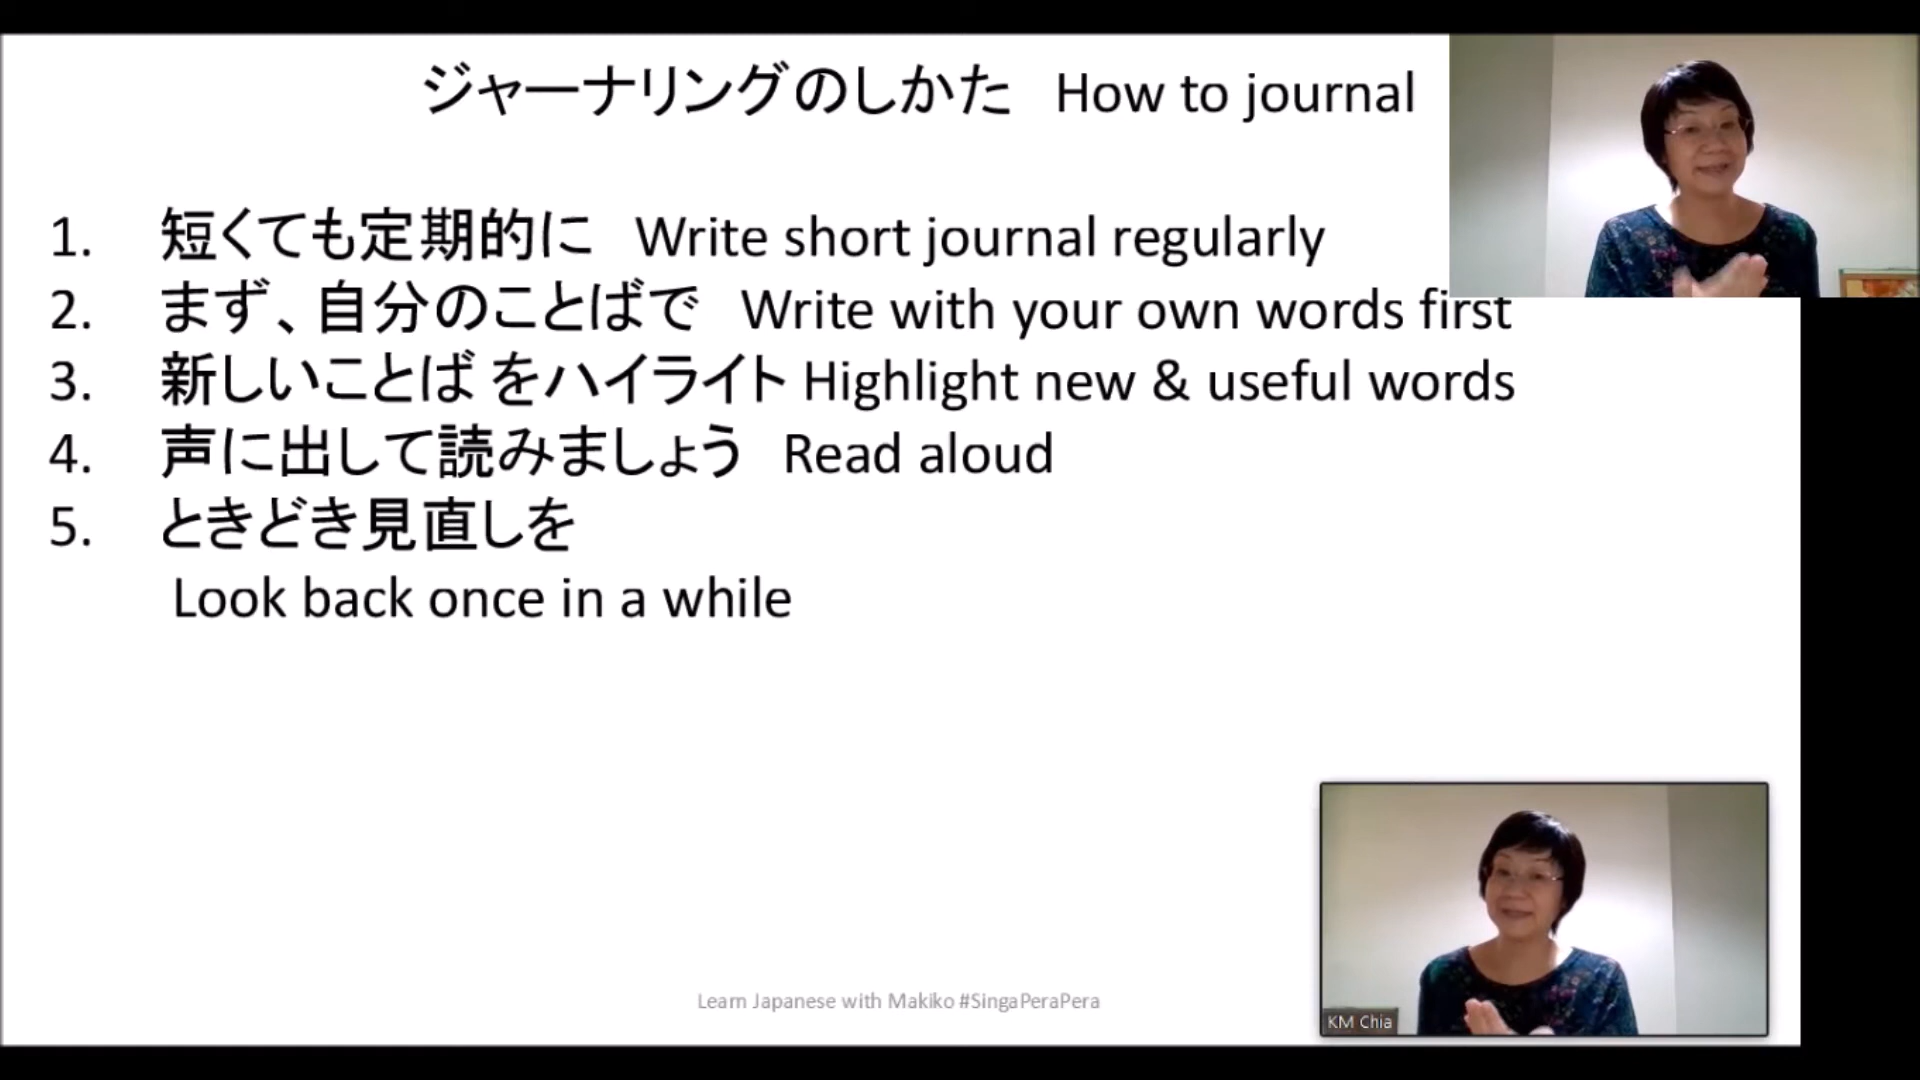 ジャーナリングのしかた How to journal
1. 短くても定期的に Write short journal regularly
2. まず、自分のことばで Write with your own words first
3. 新しいことば をハイライト Highlight new & useful words
4. 声に出して読みましょう Read aloud
5. ときどき見直しを
Look back once in a while
Learn Japanese with Makiko #SingaPeraPera
KM Chia